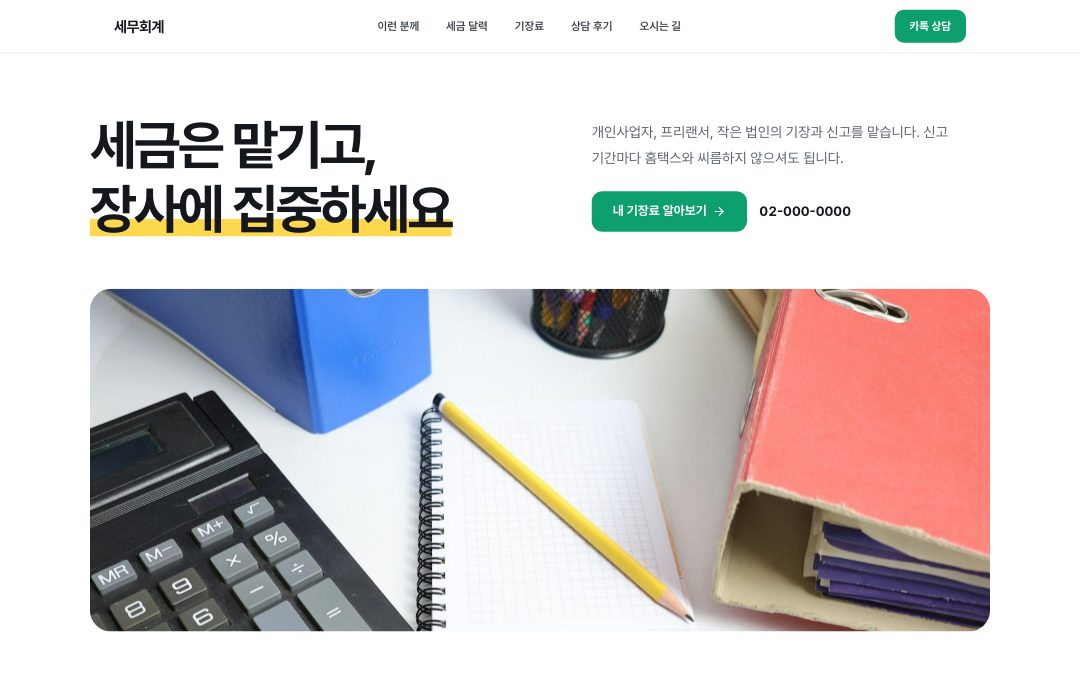 세무회계
이런 분께
세금 달력
기장료
상담 후기
오시는 길
카톡 상담
세금은 맡기고,
장사에 집중하세요
개인사업자, 프리랜서, 작은 법인의 기장과 신고를 맡습니다. 신고
기간마다 홈택스와 씨름하지 않으셔도 됩니다.
내 기장료 알아보기 →
02-000-0000
MR
M−
M+
√
8
9
×
%
6
−
÷
=